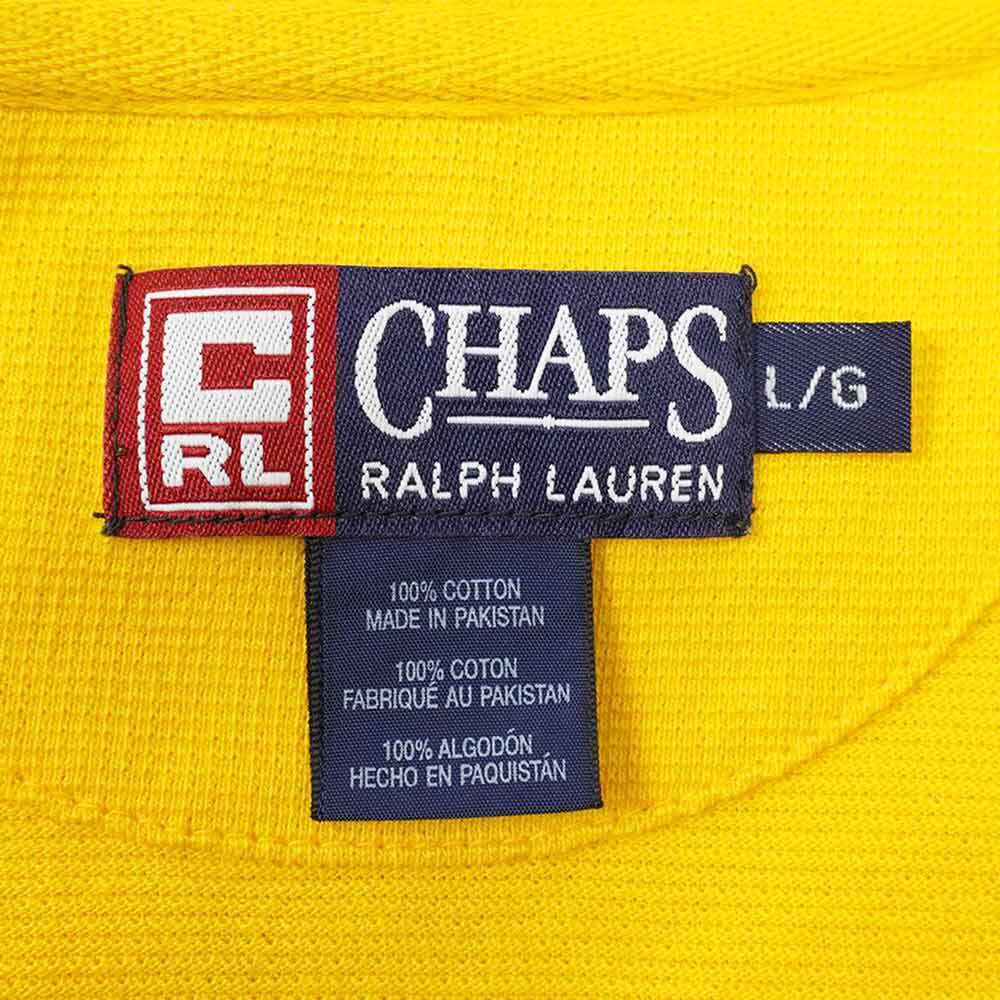 C
RL
CHAPS
RALPH LAUREN
L/G
100% COTTON
MADE IN PAKISTAN
100% COTON
FABRIQUÉ AU PAKISTAN
100% ALGODÓN
HECHO EN PAQUISTÁN